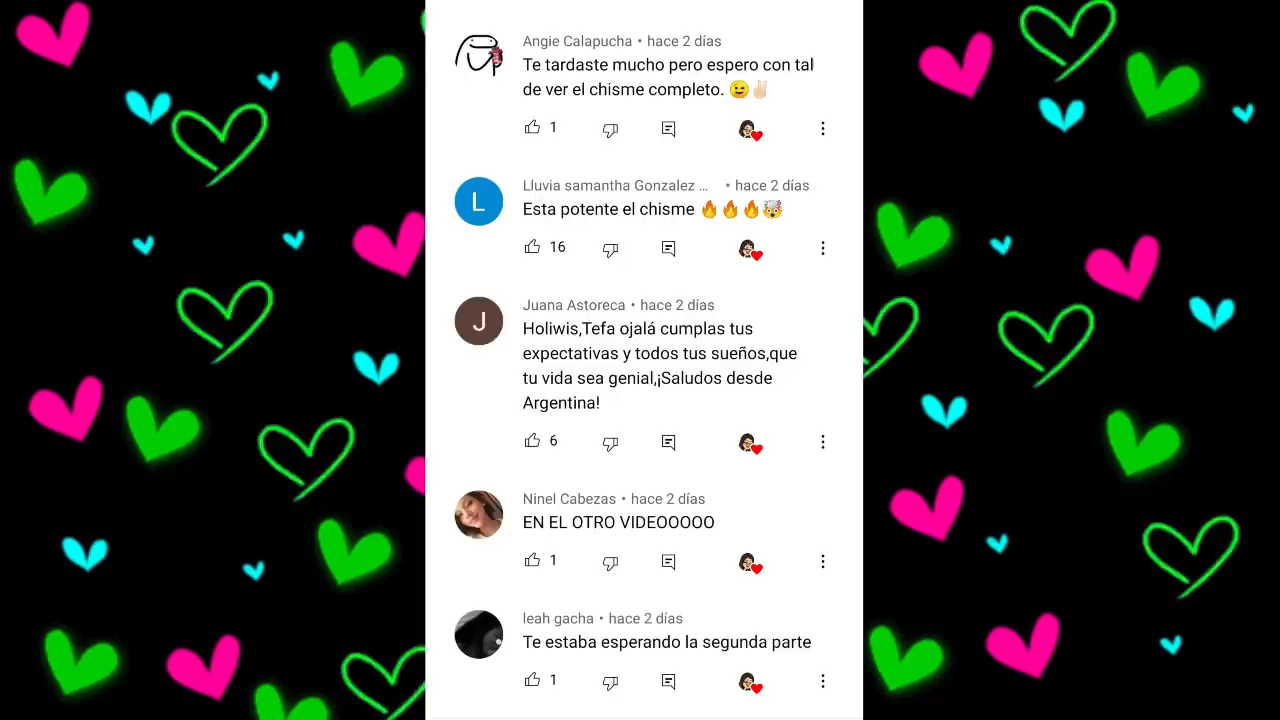 Angie Calapucha • hace 2 días
Te tardaste mucho pero espero con tal
de ver el chisme completo. 😉✌🏻
1
Lluvia samantha Gonzalez ... • hace 2 días
L
Esta potente el chisme 🔥🔥🔥🤯
16
Juana Astoreca • hace 2 días
J
Holiwis,Tefa ojalá cumplas tus
expectativas y todos tus sueños,que
tu vida sea genial,¡Saludos desde
Argentina!
6
Ninel Cabezas • hace 2 días
EN EL OTRO VIDEOOOOO
1
leah gacha • hace 2 días
Te estaba esperando la segunda parte
1